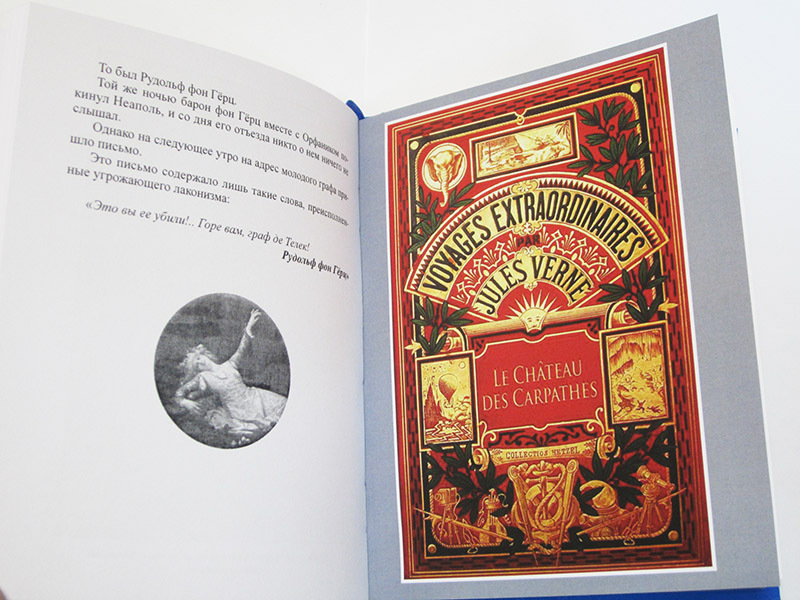 То был Рудольф фон Гёрц.
Той же ночью барон фон Гёрц вместе с Орфаником по-
кинул Неаполь, и со дня его отъезда никто о нем ничего не
слышал.
Однако на следующее утро на адрес молодого графа при-
шло письмо.
Это письмо содержало лишь такие слова, преисполнен-
ные угрожающего лаконизма:
«Это вы ее убили!.. Горе вам, граф де Телек!
Рудольф фон Гёрц»
VOYAGES EXTRAORDINAIRES
PAR
JULES VERNE
LE CHÂTEAU
DES CARPATHES
COLLECTION HETZEL